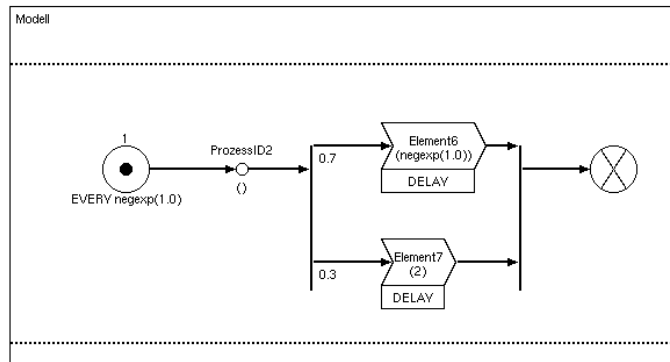 Modell
1
EVERY negexp(1.0)
ProzessID2
()
0.7
Element6
(negexp(1.0))
DELAY
0.3
Element7
(2)
DELAY